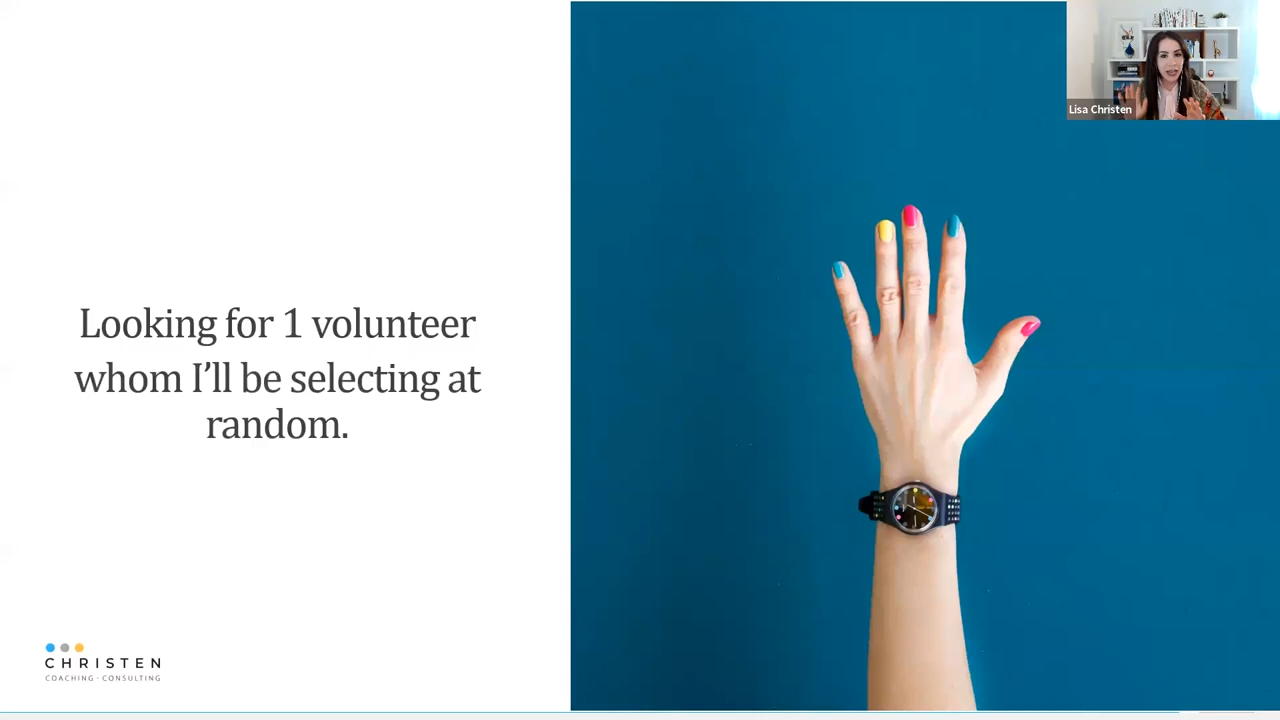 Lisa Christen
Looking for 1 volunteer
whom I’ll be selecting at
random.
CHRISTEN
COACHING · CONSULTING